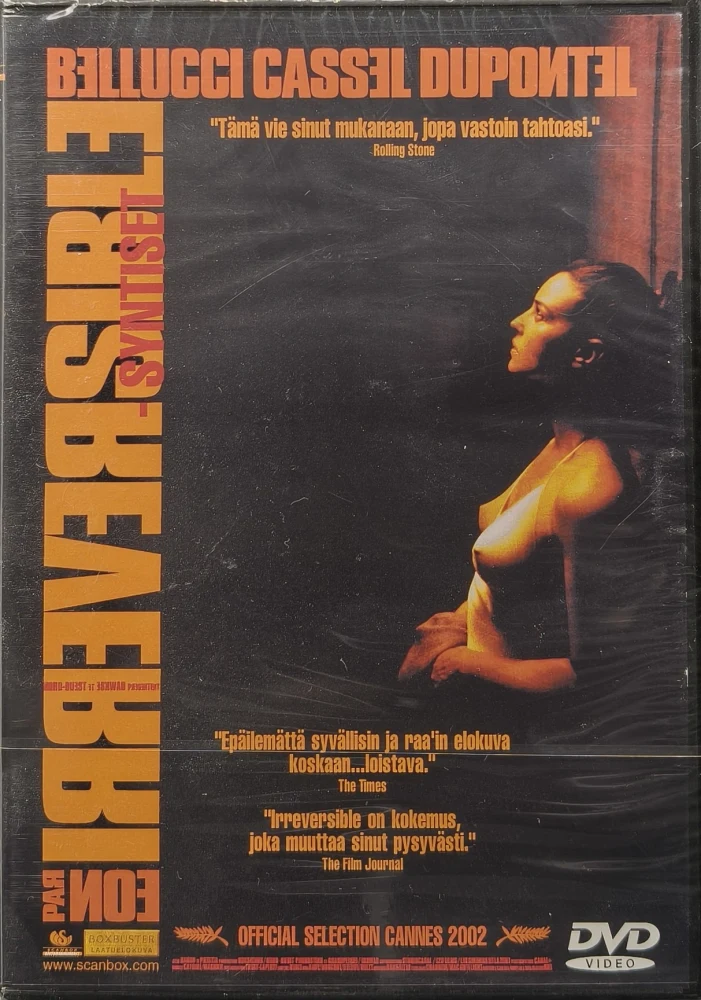 BELLUCCI CASSEL DUPONTEL
"Tämä vie sinut mukanaan, jopa vastoin tahtoasi."
Rolling Stone
IRREVERSIBLE
-SYNTISET
"Epäilemättä syvällisin ja raa'in elokuva
koskaan...loistava."
The Times
"Irreversible on kokemus,
joka muuttaa sinut pysyvästi."
The Film Journal
PAR
NOE
SCANBOX
BOXBUSTER
LAATUELOKUVA
www.scanbox.com
OFFICIAL SELECTION CANNES 2002
DVD
VIDEO